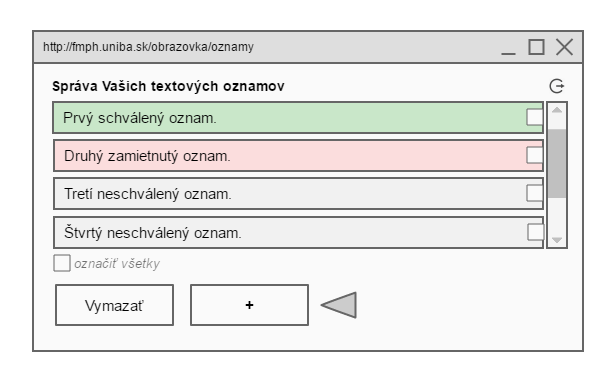 http://fmph.uniba.sk/obrazovka/oznamy
Správa Vašich textových oznamov
Prvý schválený oznam.
Druhý zamietnutý oznam.
Tretí neschválený oznam.
Štvrtý neschválený oznam.
označiť všetky
Vymazať
+